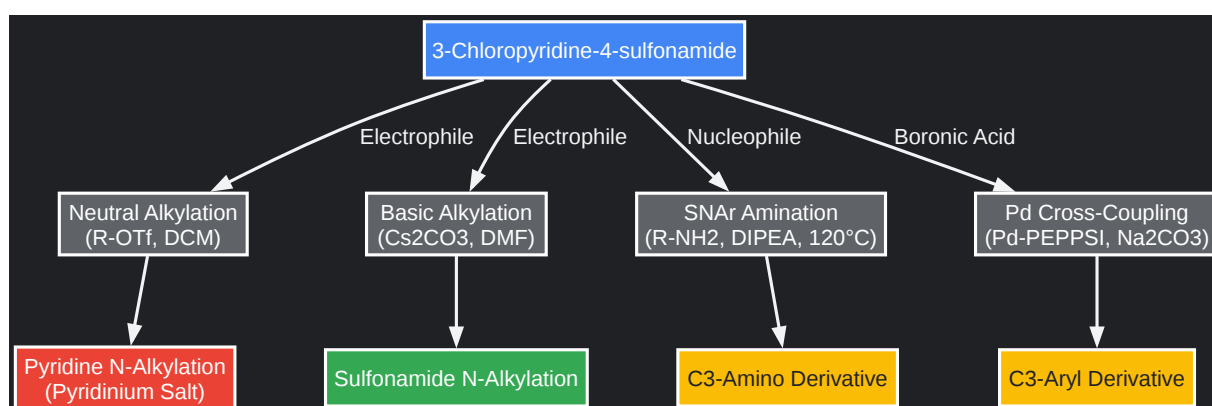 3-Chloropyridine-4-sulfonamide
Electrophile
Electrophile
Nucleophile
Boronic Acid
Neutral Alkylation
(R-OTf, DCM)
Basic Alkylation
(Cs2CO3, DMF)
SNAr Amination
(R-NH2, DIPEA, 120°C)
Pd Cross-Coupling
(Pd-PEPPSI, Na2CO3)
Pyridine N-Alkylation
(Pyridinium Salt)
Sulfonamide N-Alkylation
C3-Amino Derivative
C3-Aryl Derivative